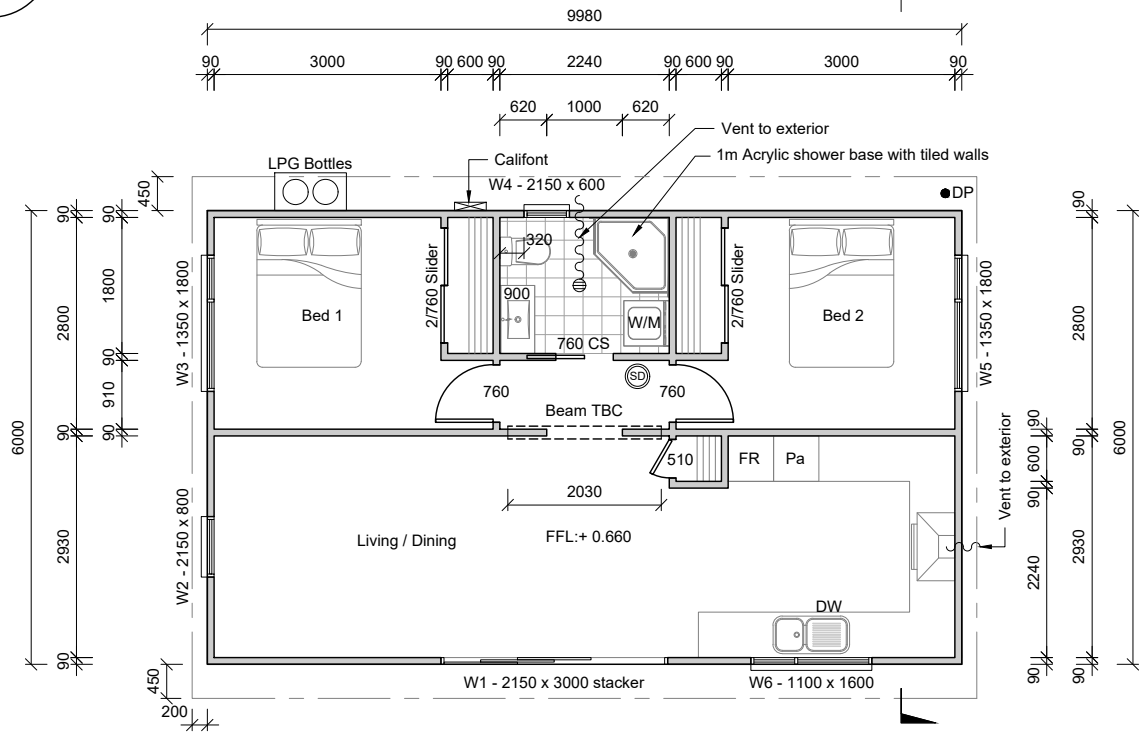 9980
90 3000 90 600 90 2240 90 600 90 3000 90
620 1000 620
Vent to exterior
1m Acrylic shower base with tiled walls
Califont
LPG Bottles
W4 - 2150 x 600
DP
450
6000
90
2800
90
2930
90
90
1800
90
910
90
W3 - 1350 x 1800
W2 - 2150 x 800
2/760 Slider
320
900
W/M
760 CS
SD
2/760 Slider
Bed 1
Bed 2
W5 - 1350 x 1800
760
760
Beam TBC
510
FR
Pa
2030
Living / Dining
FFL:+ 0.660
DW
Vent to exterior
90
600
90
2240
90
90
2800
90
2930
90
6000
450
200
W1 - 2150 x 3000 stacker
W6 - 1100 x 1600